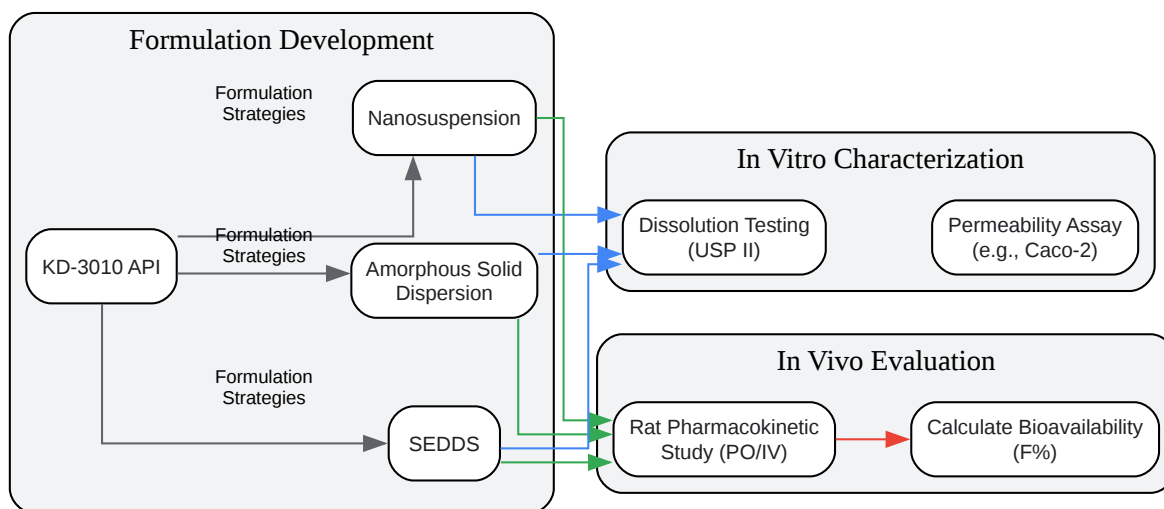 Formulation Development
Formulation
Strategies
Nanosuspension
KD-3010 API
Formulation
Strategies
Amorphous Solid
Dispersion
Formulation
Strategies
SEDDS
In Vitro Characterization
Dissolution Testing
(USP II)
Permeability Assay
(e.g., Caco-2)
In Vivo Evaluation
Rat Pharmacokinetic
Study (PO/IV)
Calculate Bioavailability
(F%)